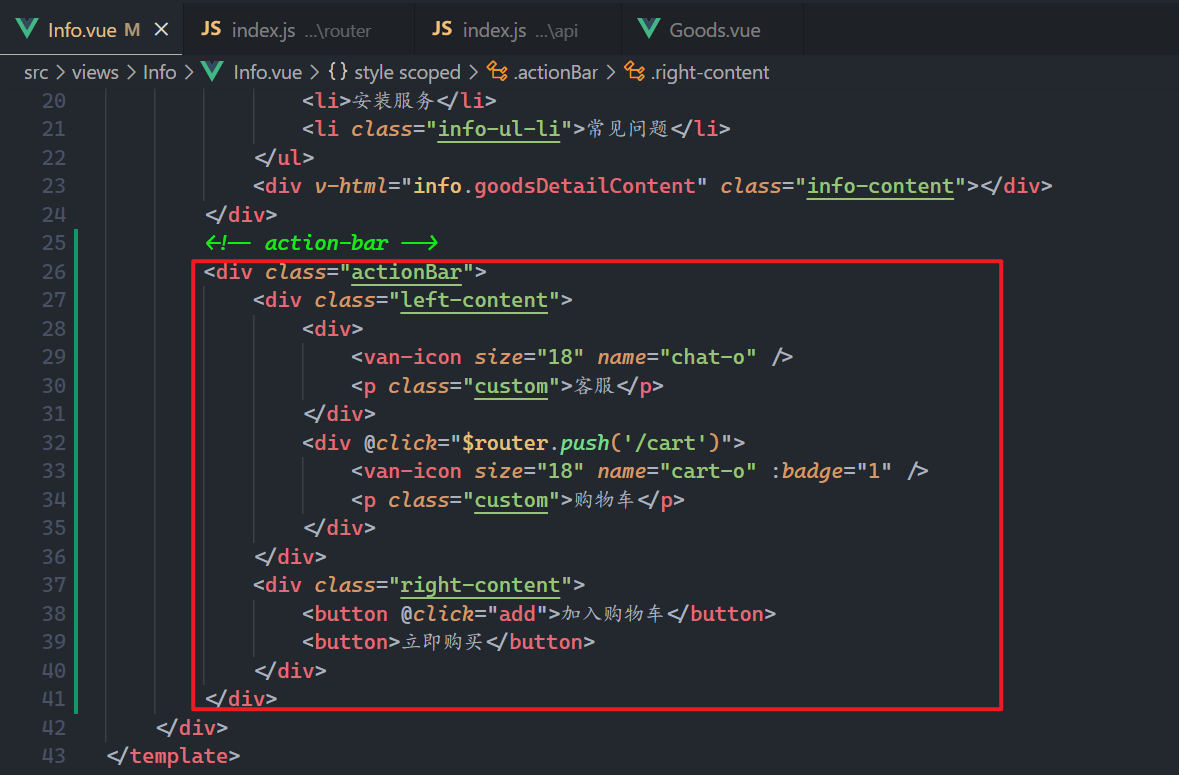 Info.vue M × JS index.js ...\router JS index.js ...\api Goods.vue
src > views > Info > Info.vue > {} style scoped > .actionBar > .right-content
20 <li>安装服务</li>
21 <li class="info-ul-li">常见问题</li>
22 </ul>
23 <div v-html="info.goodsDetailContent" class="info-content"></div>
24 </div>
25 <!-- action-bar -->
26 <div class="actionBar">
27 <div class="left-content">
28 <div>
29 <van-icon size="18" name="chat-o" />
30 <p class="custom">客服</p>
31 </div>
32 <div @click="$router.push('/cart')">
33 <van-icon size="18" name="cart-o" :badge="1" />
34 <p class="custom">购物车</p>
35 </div>
36 </div>
37 <div class="right-content">
38 <button @click="add">加入购物车</button>
39 <button>立即购买</button>
40 </div>
41 </div>
42 </div>
43 </template>